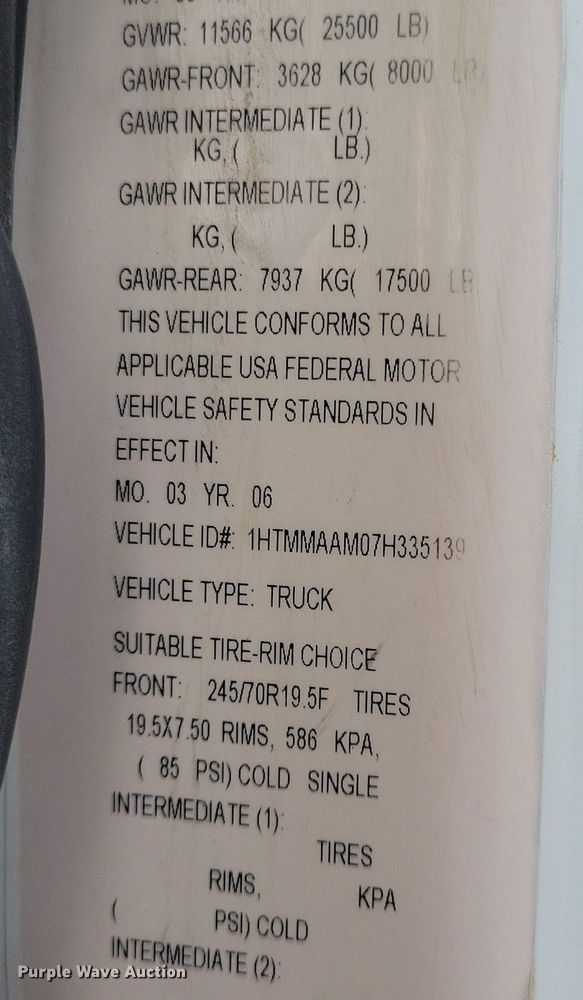 GVWR: 11566 KG( 25500 LB)
GAWR-FRONT: 3628 KG( 8000 LB)
GAWR INTERMEDIATE (1):
KG, ( LB.)
GAWR INTERMEDIATE (2):
KG, ( LB.)
GAWR-REAR: 7937 KG( 17500 LB
THIS VEHICLE CONFORMS TO ALL
APPLICABLE USA FEDERAL MOTOR
VEHICLE SAFETY STANDARDS IN
EFFECT IN:
MO. 03 YR. 06
VEHICLE ID#: 1HTMMAAM07H335139
VEHICLE TYPE: TRUCK
SUITABLE TIRE-RIM CHOICE
FRONT: 245/70R19.5F TIRES
19.5X7.50 RIMS, 586 KPA,
( 85 PSI) COLD SINGLE
INTERMEDIATE (1):
TIRES
RIMS, KPA
( PSI) COLD
INTERMEDIATE (2):
Purple Wave Auction